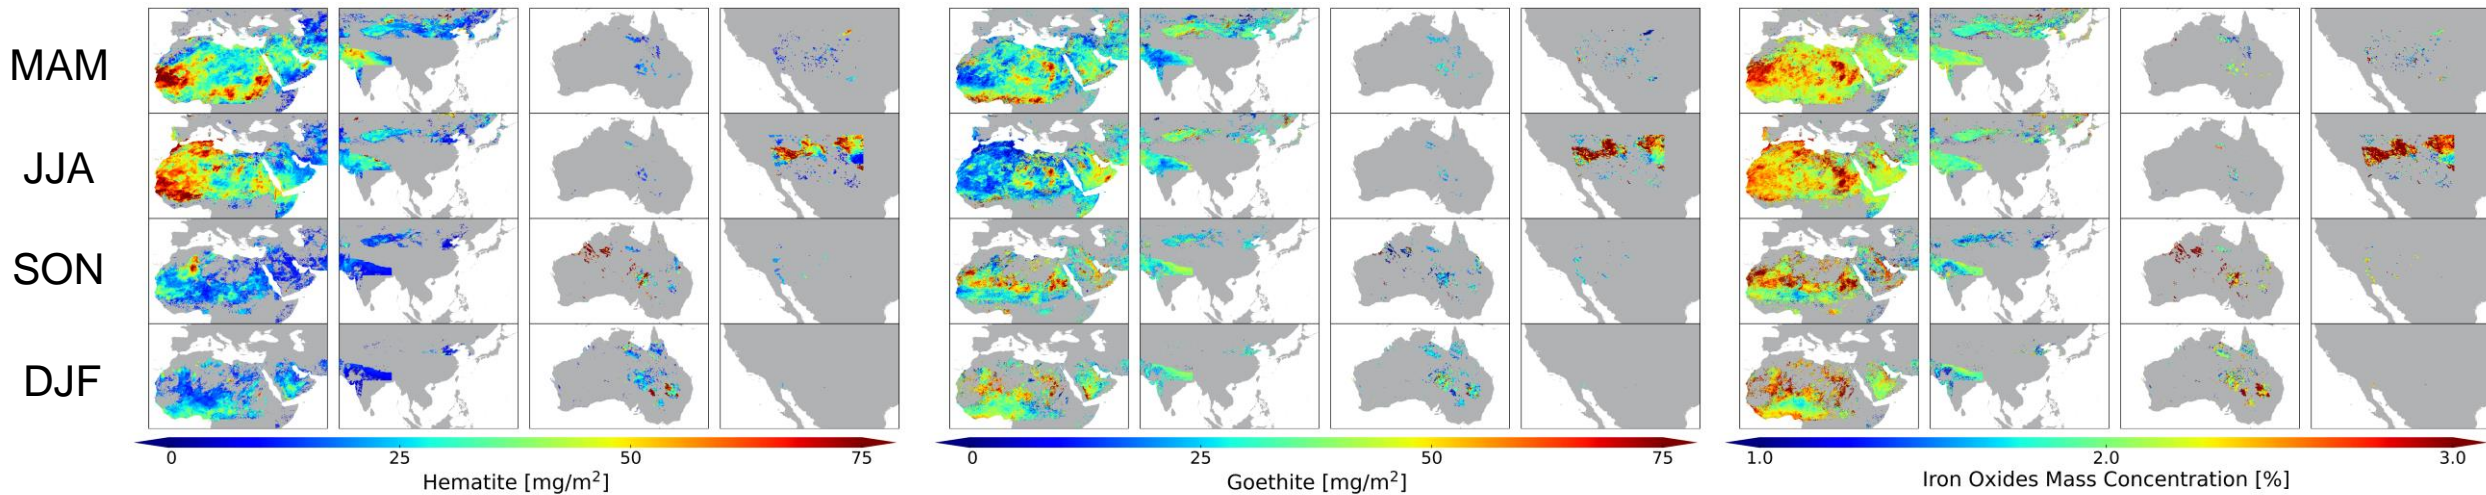 MAM
JJA
SON
DJF
0 25 50 75
Hematite [mg/m²]
0 25 50 75
Goethite [mg/m²]
1.0 2.0 3.0
Iron Oxides Mass Concentration [%]